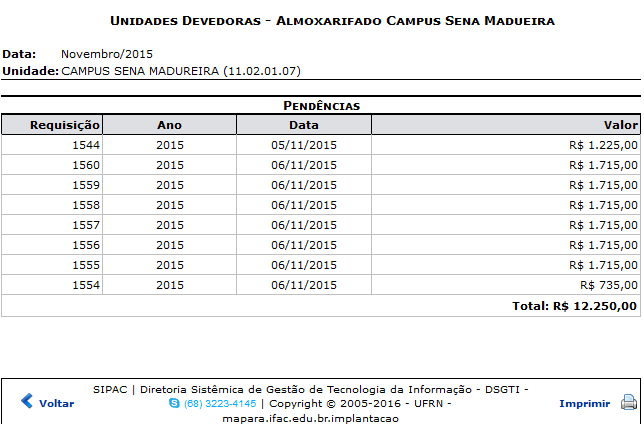 Unidades Devedoras - Almoxarifado Campus Sena Madueira
Data: Novembro/2015
Unidade: CAMPUS SENA MADUREIRA (11.02.01.07)
Pendências
Requisição Ano Data Valor
1544 2015 05/11/2015 R$ 1.225,00
1560 2015 06/11/2015 R$ 1.715,00
1559 2015 06/11/2015 R$ 1.715,00
1558 2015 06/11/2015 R$ 1.715,00
1557 2015 06/11/2015 R$ 1.715,00
1556 2015 06/11/2015 R$ 1.715,00
1555 2015 06/11/2015 R$ 1.715,00
1554 2015 06/11/2015 R$ 735,00
Total: R$ 12.250,00
Voltar
SIPAC | Diretoria Sistêmica de Gestão de Tecnologia da Informação - DSGTI -
(68) 3223-4145 | Copyright © 2005-2016 - UFRN -
mapara.ifac.edu.br.implantacao
Imprimir